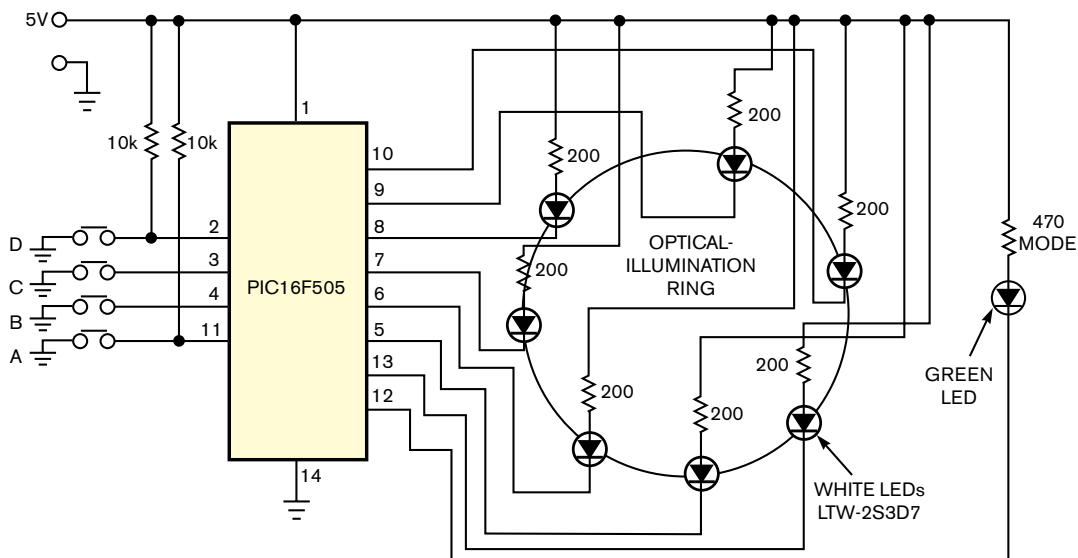 5V
1
10k
10k
10
9
8
7
6
5
13
12
D
C
B
A
2
3
4
11
PIC16F505
14
200
200
200
200
200
200
200
OPTICAL-
ILLUMINATION
RING
470
MODE
GREEN
LED
WHITE LEDs
LTW-2S3D7